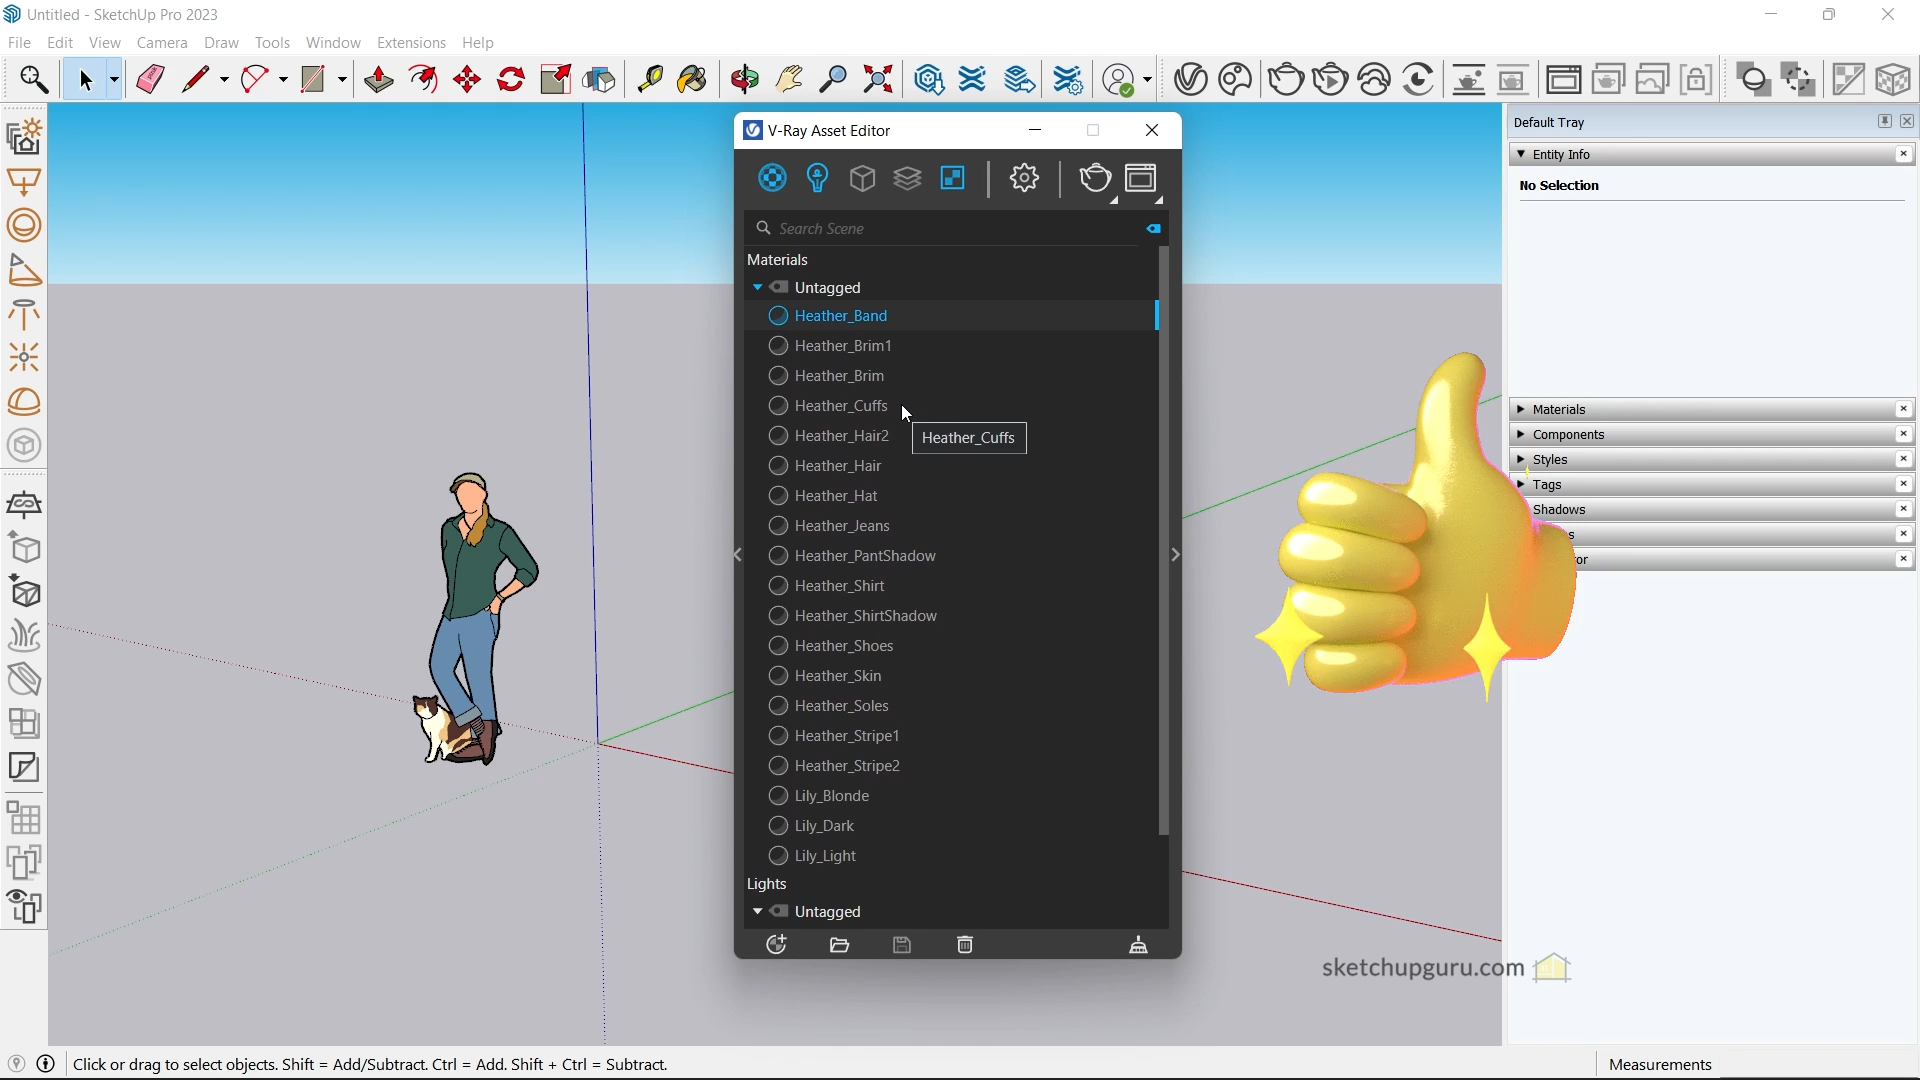 Untitled - SketchUp Pro 2023
File Edit View Camera Draw Tools Window Extensions Help
V-Ray Asset Editor
Search Scene
Materials
Untagged
Heather_Band
Heather_Brim1
Heather_Brim
Heather_Cuffs
Heather_Hair2
Heather_Cuffs
Heather_Hair
Heather_Hat
Heather_Jeans
Heather_PantShadow
Heather_Shirt
Heather_ShirtShadow
Heather_Shoes
Heather_Skin
Heather_Soles
Heather_Stripe1
Heather_Stripe2
Lily_Blonde
Lily_Dark
Lily_Light
Lights
Untagged
Default Tray
Entity Info
No Selection
Materials
Components
Styles
Tags
Shadows
sketchupguru.com
Click or drag to select objects. Shift = Add/Subtract. Ctrl = Add. Shift + Ctrl = Subtract.
Measurements